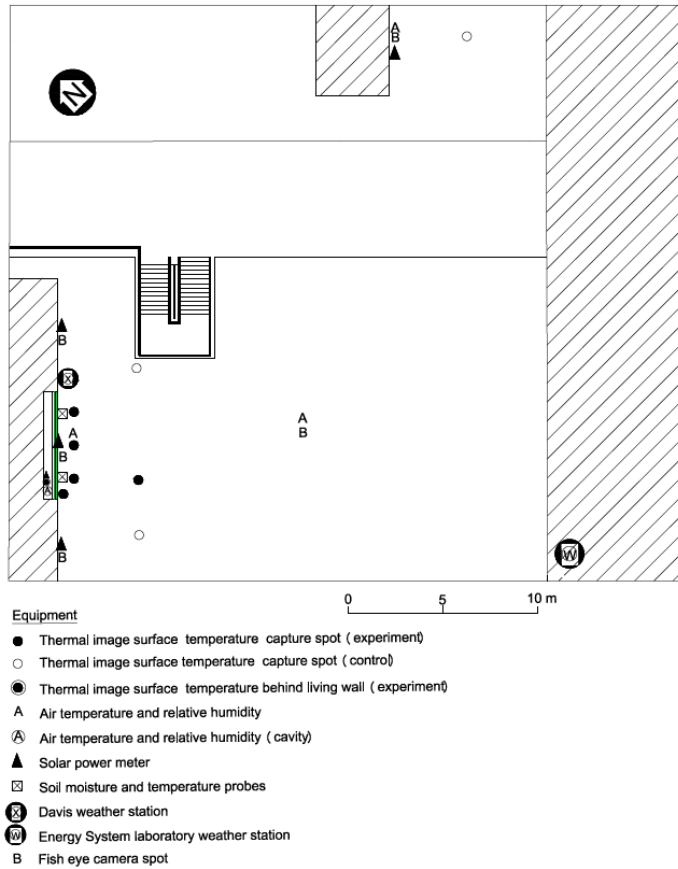 A
B
N
B
X
A
A
B
B
A
B
W
0 5 10 m
Equipment
Thermal image surface temperature capture spot ( experiment)
Thermal image surface temperature capture spot ( control)
Thermal image surface temperature behind living wall ( experiment)
A Air temperature and relative humidity
A Air temperature and relative humidity ( cavity)
Solar power meter
Soil moisture and temperature probes
X Davis weather station
W Energy System laboratory weather station
B Fish eye camera spot